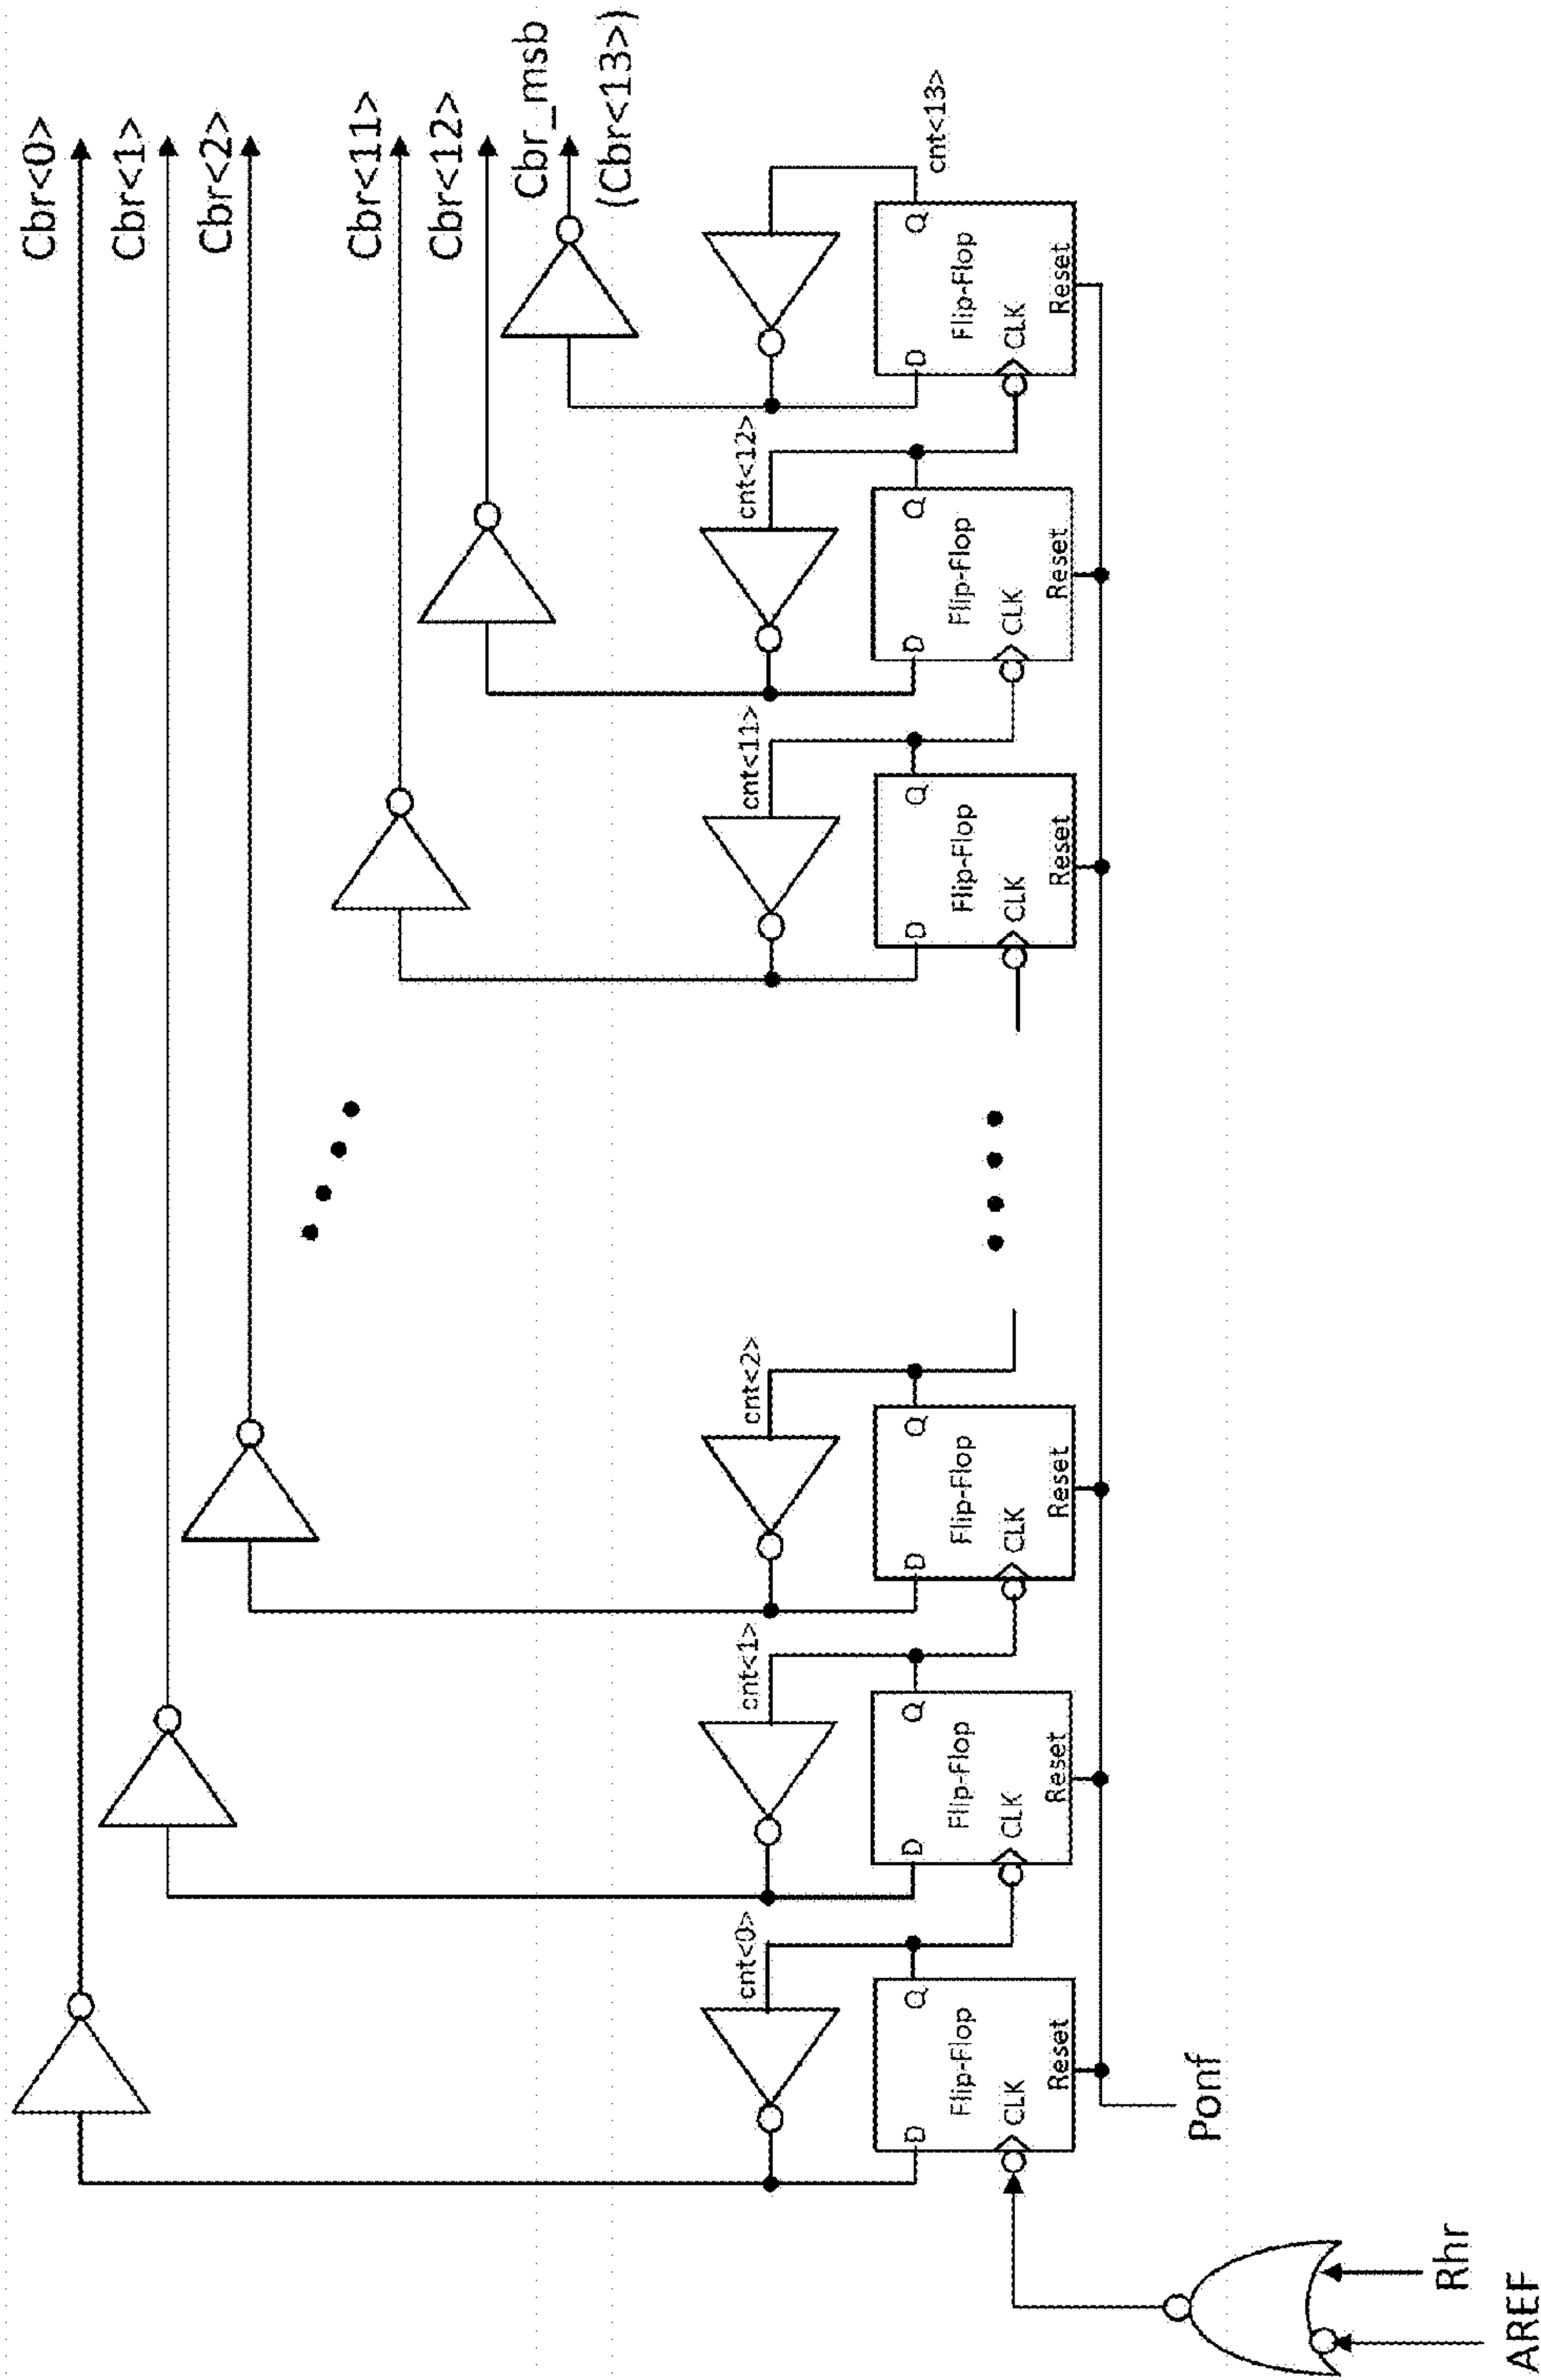 Cbr<0>
Cbr<1>
Cbr<2>
Cbr<11>
Cbr<12>
Cbr_msb
(Cbr<13>)
cnt<0>
cnt<1>
cnt<2>
cnt<11>
cnt<12>
cnt<13>
D
Q
Flip-Flop
CLK
Reset
D
Q
Flip-Flop
CLK
Reset
D
Q
Flip-Flop
CLK
Reset
D
Q
Flip-Flop
CLK
Reset
D
Q
Flip-Flop
CLK
Reset
D
Q
Flip-Flop
CLK
Reset
Ponf
Rhr
AREF